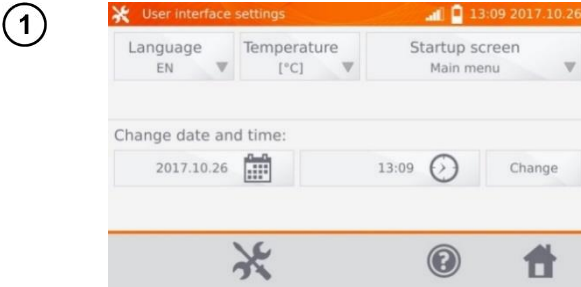 1
User interface settings 13:09 2017.10.26
Language Temperature Startup screen
EN [°C] Main menu
Change date and time:
2017.10.26 13:09 Change
?